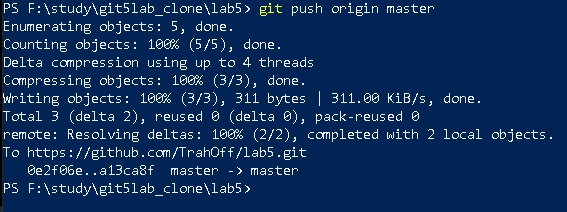 PS F:\study\git5lab_clone\lab5> git push origin master
Enumerating objects: 5, done.
Counting objects: 100% (5/5), done.
Delta compression using up to 4 threads
Compressing objects: 100% (3/3), done.
Writing objects: 100% (3/3), 311 bytes | 311.00 KiB/s, done.
Total 3 (delta 2), reused 0 (delta 0), pack-reused 0
remote: Resolving deltas: 100% (2/2), completed with 2 local objects.
To https://github.com/TrahOff/lab5.git
   0e2f06e..a13ca8f  master -> master
PS F:\study\git5lab_clone\lab5>